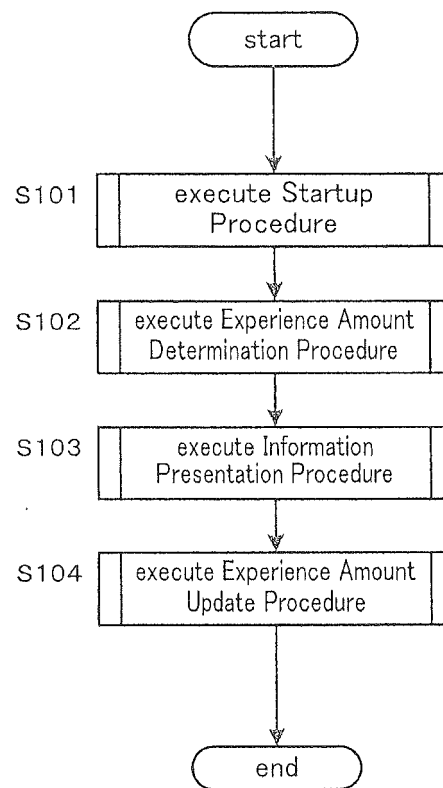 start
S101
execute Startup
Procedure
S102
execute Experience Amount
Determination Procedure
S103
execute Information
Presentation Procedure
S104
execute Experience Amount
Update Procedure
end